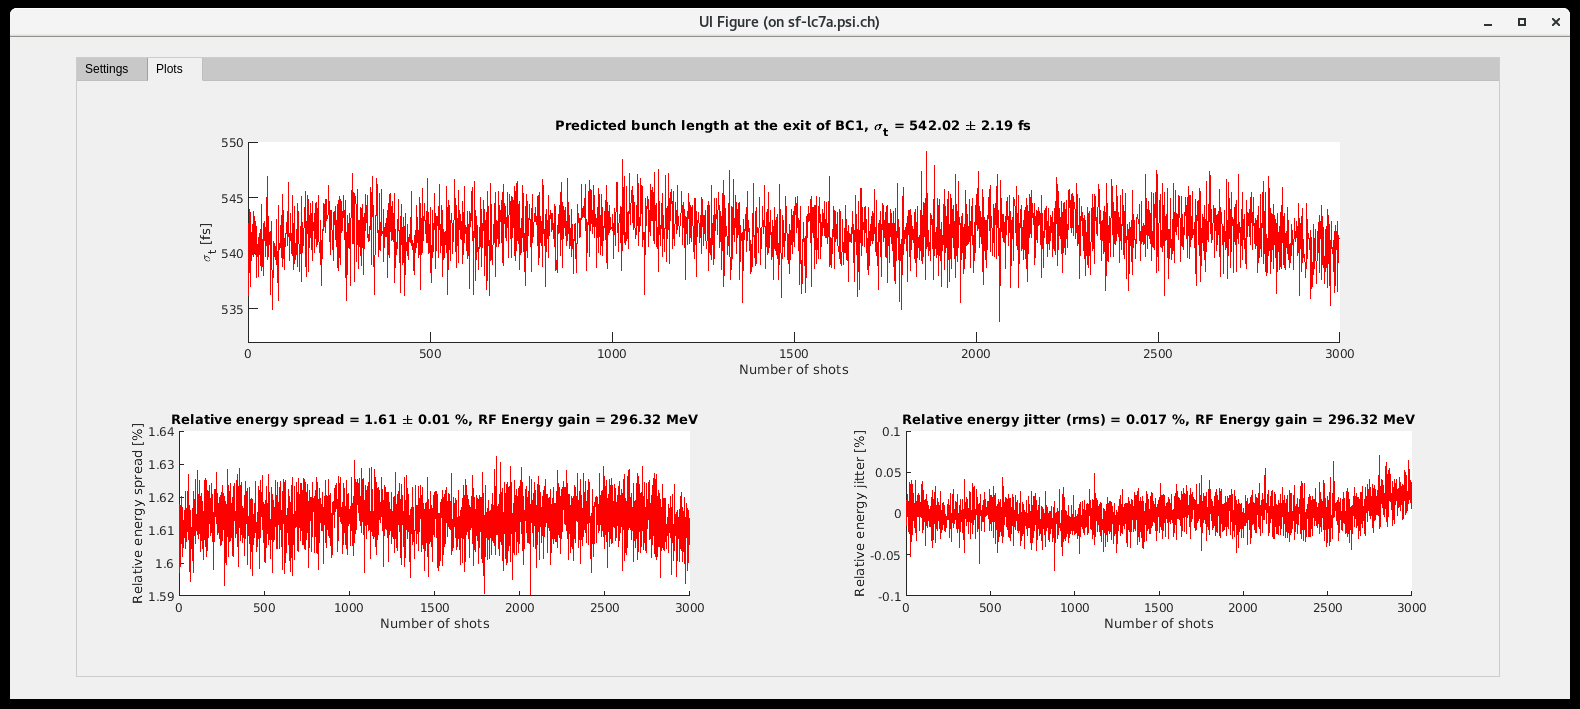 UI Figure (on sf-lc7a.psi.ch)
Settings Plots
Predicted bunch length at the exit of BC1, σt = 542.02 ± 2.19 fs
550
545
540
535
σt [fs]
0 500 1000 1500 2000 2500 3000
Number of shots
Relative energy spread = 1.61 ± 0.01 %, RF Energy gain = 296.32 MeV
1.64
1.63
1.62
1.61
1.6
1.59
Relative energy spread [%]
0 500 1000 1500 2000 2500 3000
Number of shots
Relative energy jitter (rms) = 0.017 %, RF Energy gain = 296.32 MeV
0.1
0.05
0
-0.05
-0.1
Relative energy jitter [%]
0 500 1000 1500 2000 2500 3000
Number of shots